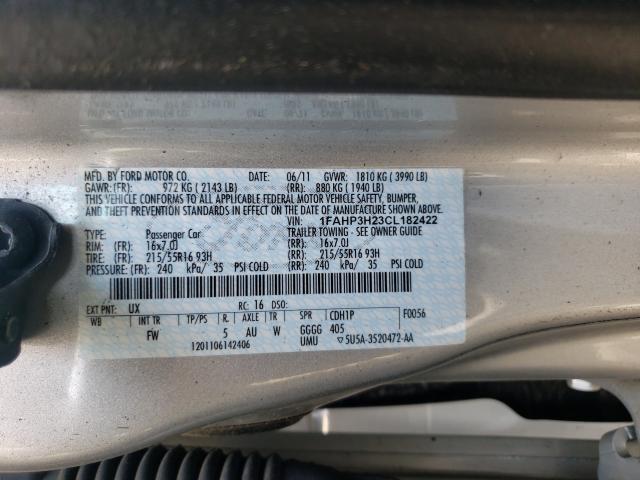 MFD. BY FORD MOTOR CO. DATE: 06/11 GVWR: 1810 KG ( 3990 LB)
GAWR: (FR): 972 KG ( 2143 LB) (RR): 880 KG ( 1940 LB)
THIS VEHICLE CONFORMS TO ALL APPLICABLE FEDERAL MOTOR VEHICLE SAFETY, BUMPER,
AND THEFT PREVENTION STANDARDS IN EFFECT ON THE DATE OF MANUFACTURE SHOWN ABOVE.
VIN: 1FAHP3H23CL182422
TYPE: Passenger Car TRAILER TOWING - SEE OWNER GUIDE
RIM: (FR): 16x7.0J (RR): 16x7.0J
TIRE: (FR): 215/55R16 93H (RR): 215/55R16 93H
PRESSURE: (FR): 240 kPa/ 35 PSI COLD (RR): 240 kPa/ 35 PSI COLD
EXT PNT: UX RC: 16 DSO: F0056
WB INT TR TP/PS R. AXLE TR SPR CDH1P
FW 5 AU W GGGG 405
1201106142406 UMU ▽5U5A-3520472-AA